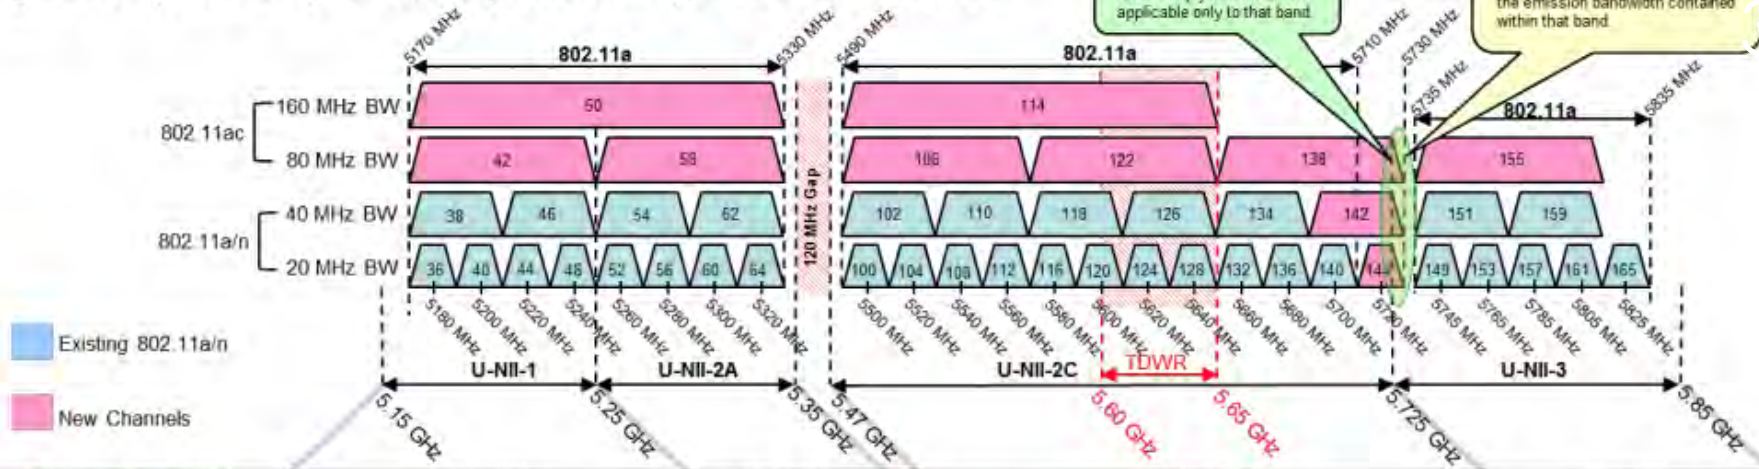 applicable only to that band
the emission bandwidth contained
within that band
5170 MHz
5330 MHz
5490 MHz
5710 MHz
5730 MHz
5735 MHz
5835 MHz
802.11a
802.11a
802.11a
802.11ac
160 MHz BW
50
114
80 MHz BW
42
58
106
122
138
155
802.11a/n
40 MHz BW
38
46
54
62
102
110
118
126
134
142
151
159
20 MHz BW
36
40
44
48
52
56
60
64
100
104
108
112
116
120
124
128
132
136
140
144
149
153
157
161
165
120 MHz Gap
5180 MHz
5200 MHz
5220 MHz
5240 MHz
5260 MHz
5280 MHz
5300 MHz
5320 MHz
5500 MHz
5520 MHz
5540 MHz
5560 MHz
5580 MHz
5600 MHz
5620 MHz
5640 MHz
5660 MHz
5680 MHz
5700 MHz
5720 MHz
5745 MHz
5765 MHz
5785 MHz
5805 MHz
5825 MHz
Existing 802.11a/n
New Channels
U-NII-1
U-NII-2A
U-NII-2C
TDWR
U-NII-3
5.15 GHz
5.25 GHz
5.35 GHz
5.47 GHz
5.60 GHz
5.65 GHz
5.725 GHz
5.85 GHz